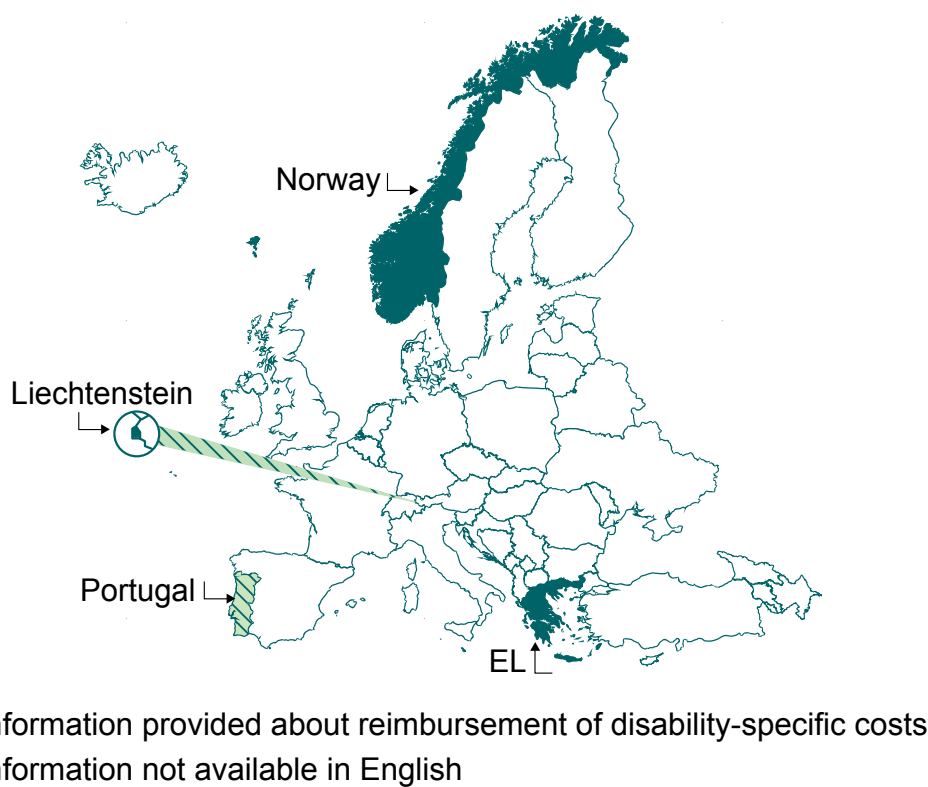 Norway
Liechtenstein
Portugal
EL
nformation provided about reimbursement of disability-specific costs
nformation not available in English